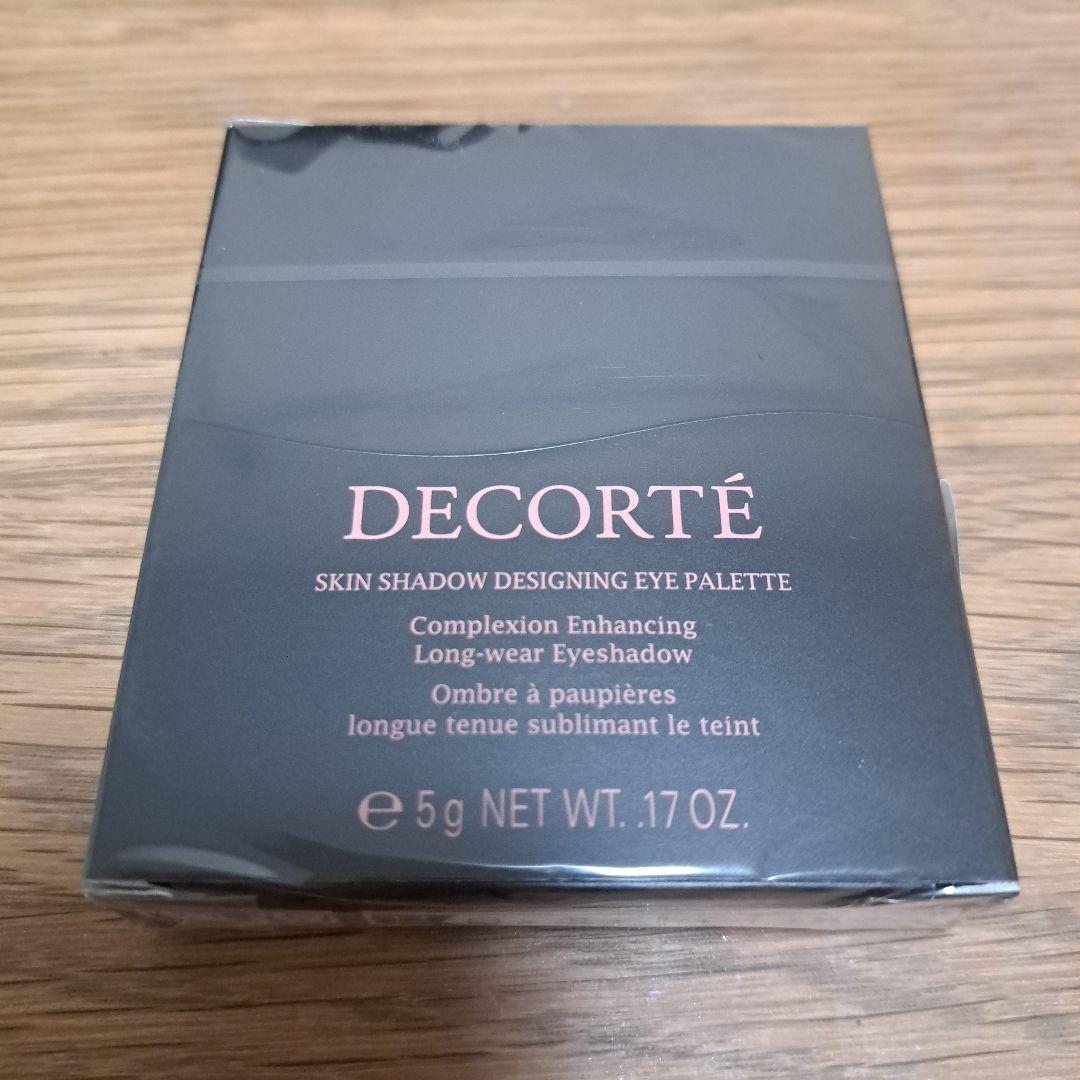 DECORTÉ
SKIN SHADOW DESIGNING EYE PALETTE
Complexion Enhancing
Long-wear Eyeshadow
Ombre à paupières
longue tenue sublimant le teint
℮ 5g NET WT. .17 OZ.